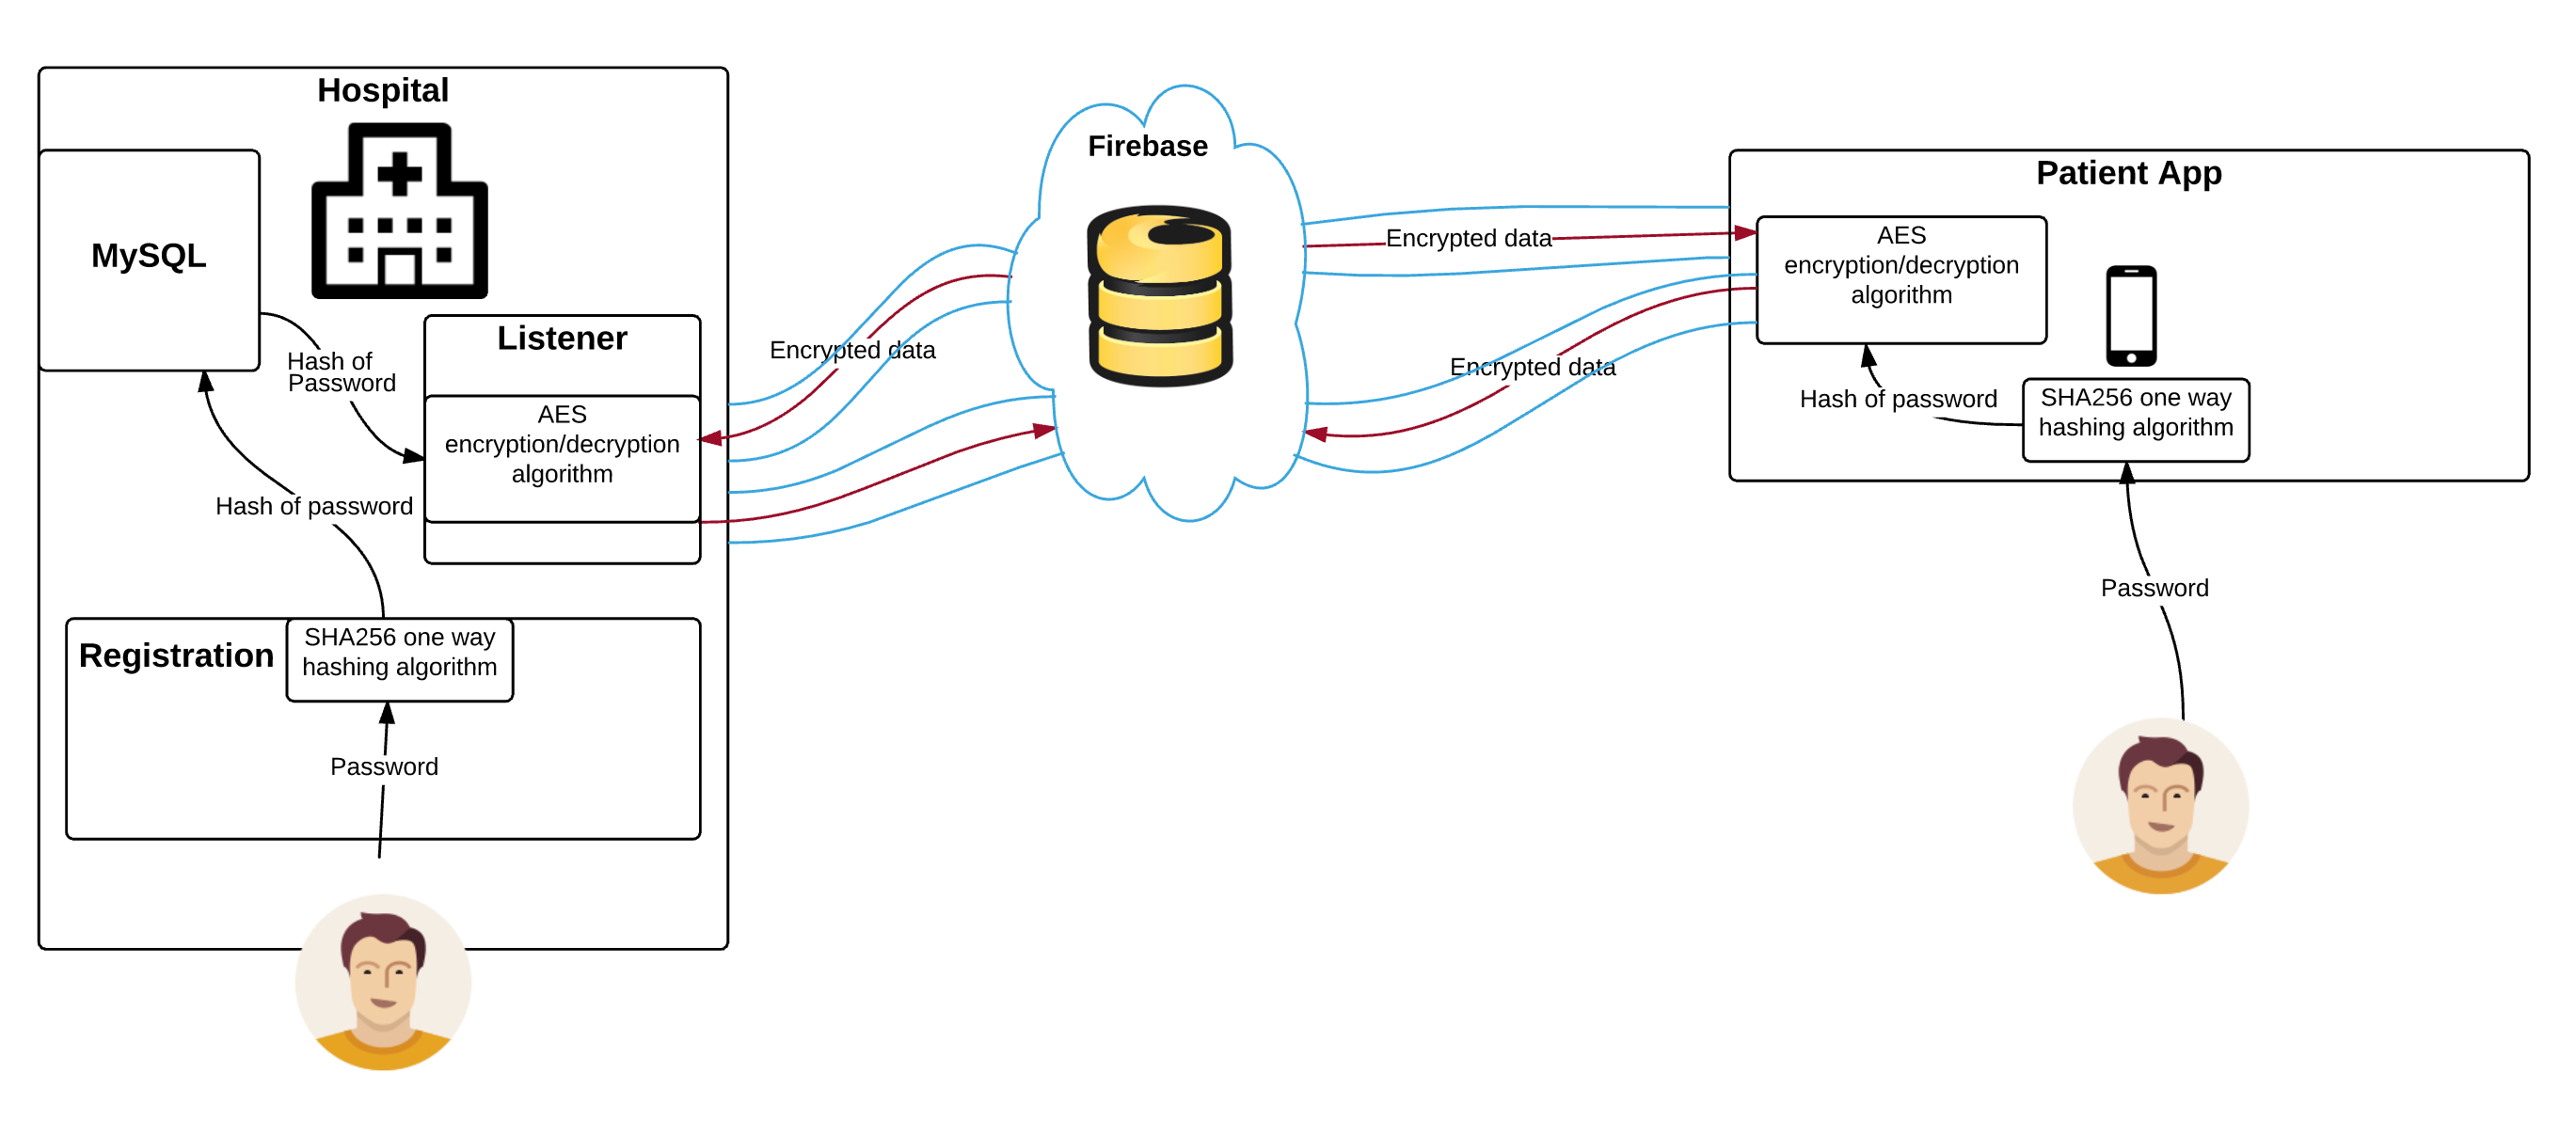 Hospital
MySQL
Hash of
Password
Listener
AES
encryption/decryption
algorithm
Hash of password
Registration
SHA256 one way
hashing algorithm
Password
Encrypted data
Firebase
Encrypted data
Encrypted data
Patient App
AES
encryption/decryption
algorithm
Hash of password
SHA256 one way
hashing algorithm
Password